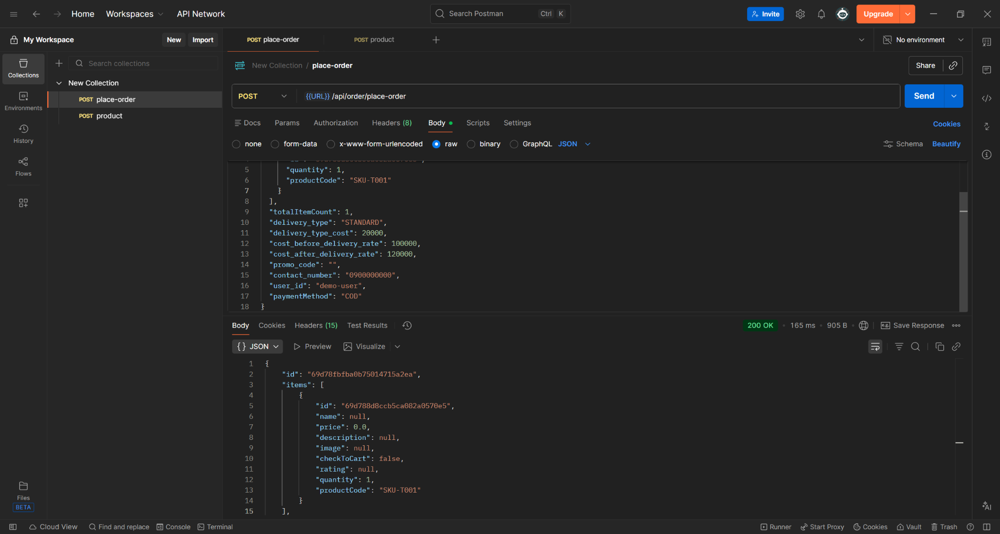 Home Workspaces API Network Search Postman Ctrl K Invite Upgrade
My Workspace New Import POST place-order POST product No environment
Collections
Environments
History
Flows
Files
BETA
Search collections
New Collection
POST place-order
POST product
HTTP New Collection / place-order Share
POST {{URL}} /api/order/place-order Send
Docs Params Authorization Headers (8) Body Scripts Settings Cookies
none form-data x-www-form-urlencoded raw binary GraphQL JSON Schema Beautify
5 "quantity": 1,
6 "productCode": "SKU-T001"
7 }
8 ],
9 "totalItemCount": 1,
10 "delivery_type": "STANDARD",
11 "delivery_type_cost": 20000,
12 "cost_before_delivery_rate": 100000,
13 "cost_after_delivery_rate": 120000,
14 "promo_code": "",
15 "contact_number": "0900000000",
16 "user_id": "demo-user",
17 "paymentMethod": "COD"
18 }
Body Cookies Headers (15) Test Results 200 OK • 165 ms • 905 B • e.g. Save Response
{} JSON Preview Visualize
1 {
2 "id": "69d78fbfba0b75014715a2ea",
3 "items": [
4 {
5 "id": "69d788d8ccb5ca082a0570e5",
6 "name": null,
7 "price": 0.0,
8 "description": null,
9 "image": null,
10 "checkToCart": false,
11 "rating": null,
12 "quantity": 1,
13 "productCode": "SKU-T001"
14 }
15 ],
AI
Cloud View Find and replace Console Terminal Runner Start Proxy Cookies Vault Trash